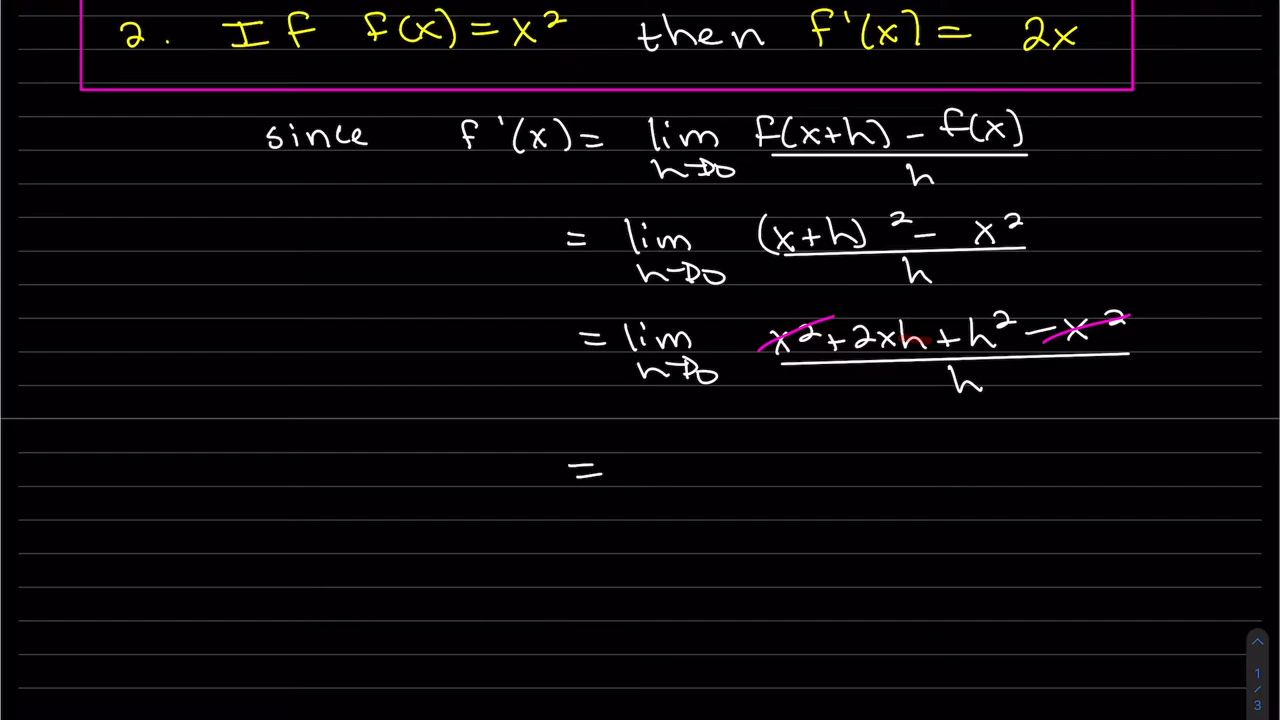 2. If f(x) = x² then f'(x) = 2x
since f'(x) = lim h→0 f(x+h) - f(x) / h
= lim h→0 (x+h)² - x² / h
= lim h→0 x² + 2xh + h² - x² / h
=
1
/
3